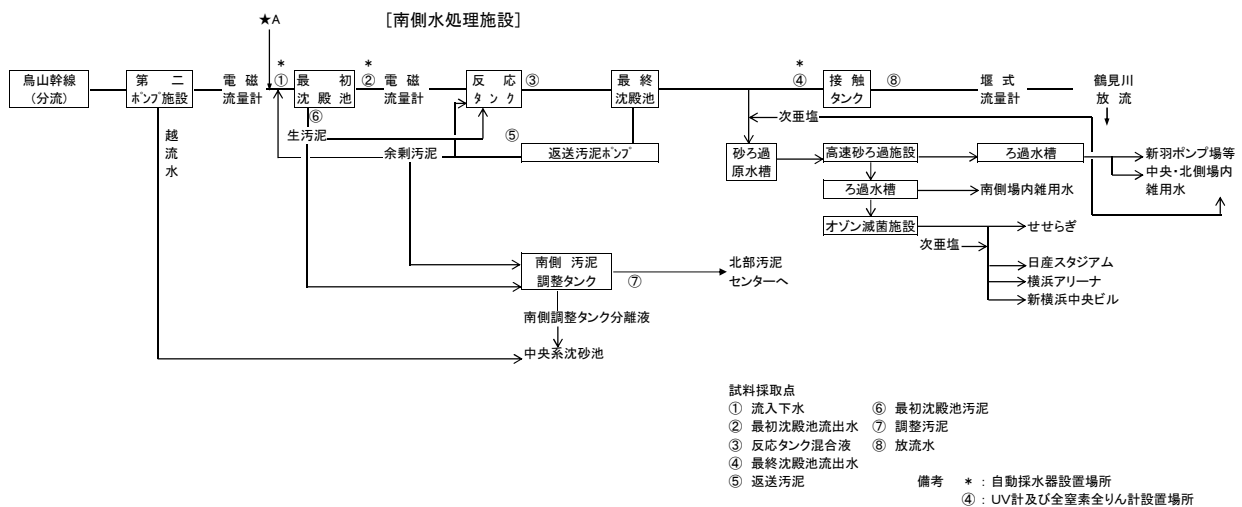 ★A
［南側水処理施設］
鳥山幹線
（分流）
第 二
ﾎﾟﾝﾌﾟ施設
電 磁
流量計
*
①
最 初
沈 殿 池
⑥
*
②
電 磁
流量計
反 応
タ ン ク
③
最 終
沈殿池
*
④
接 触
タンク
⑧
堰 式
流量計
鶴見川
放 流
越
流
水
生汚泥
余剰汚泥
⑤
返送汚泥ﾎﾟﾝﾌﾟ
次亜塩
砂ろ過
原水槽
高速砂ろ過施設
ろ過水槽
新羽ポンプ場等
中央・北側場内
雑用水
ろ過水槽
南側場内雑用水
オゾン滅菌施設
せせらぎ
次亜塩
日産スタジアム
横浜アリーナ
新横浜中央ビル
南側 汚泥
調整タンク
⑦
北部汚泥
センターへ
南側調整タンク分離液
中央系沈砂池
試料採取点
① 流入下水
② 最初沈殿池流出水
③ 反応タンク混合液
④ 最終沈殿池流出水
⑤ 返送汚泥
⑥ 最初沈殿池汚泥
⑦ 調整汚泥
⑧ 放流水
備考 * ： 自動採水器設置場所
④ ： UV計及び全窒素全りん計設置場所